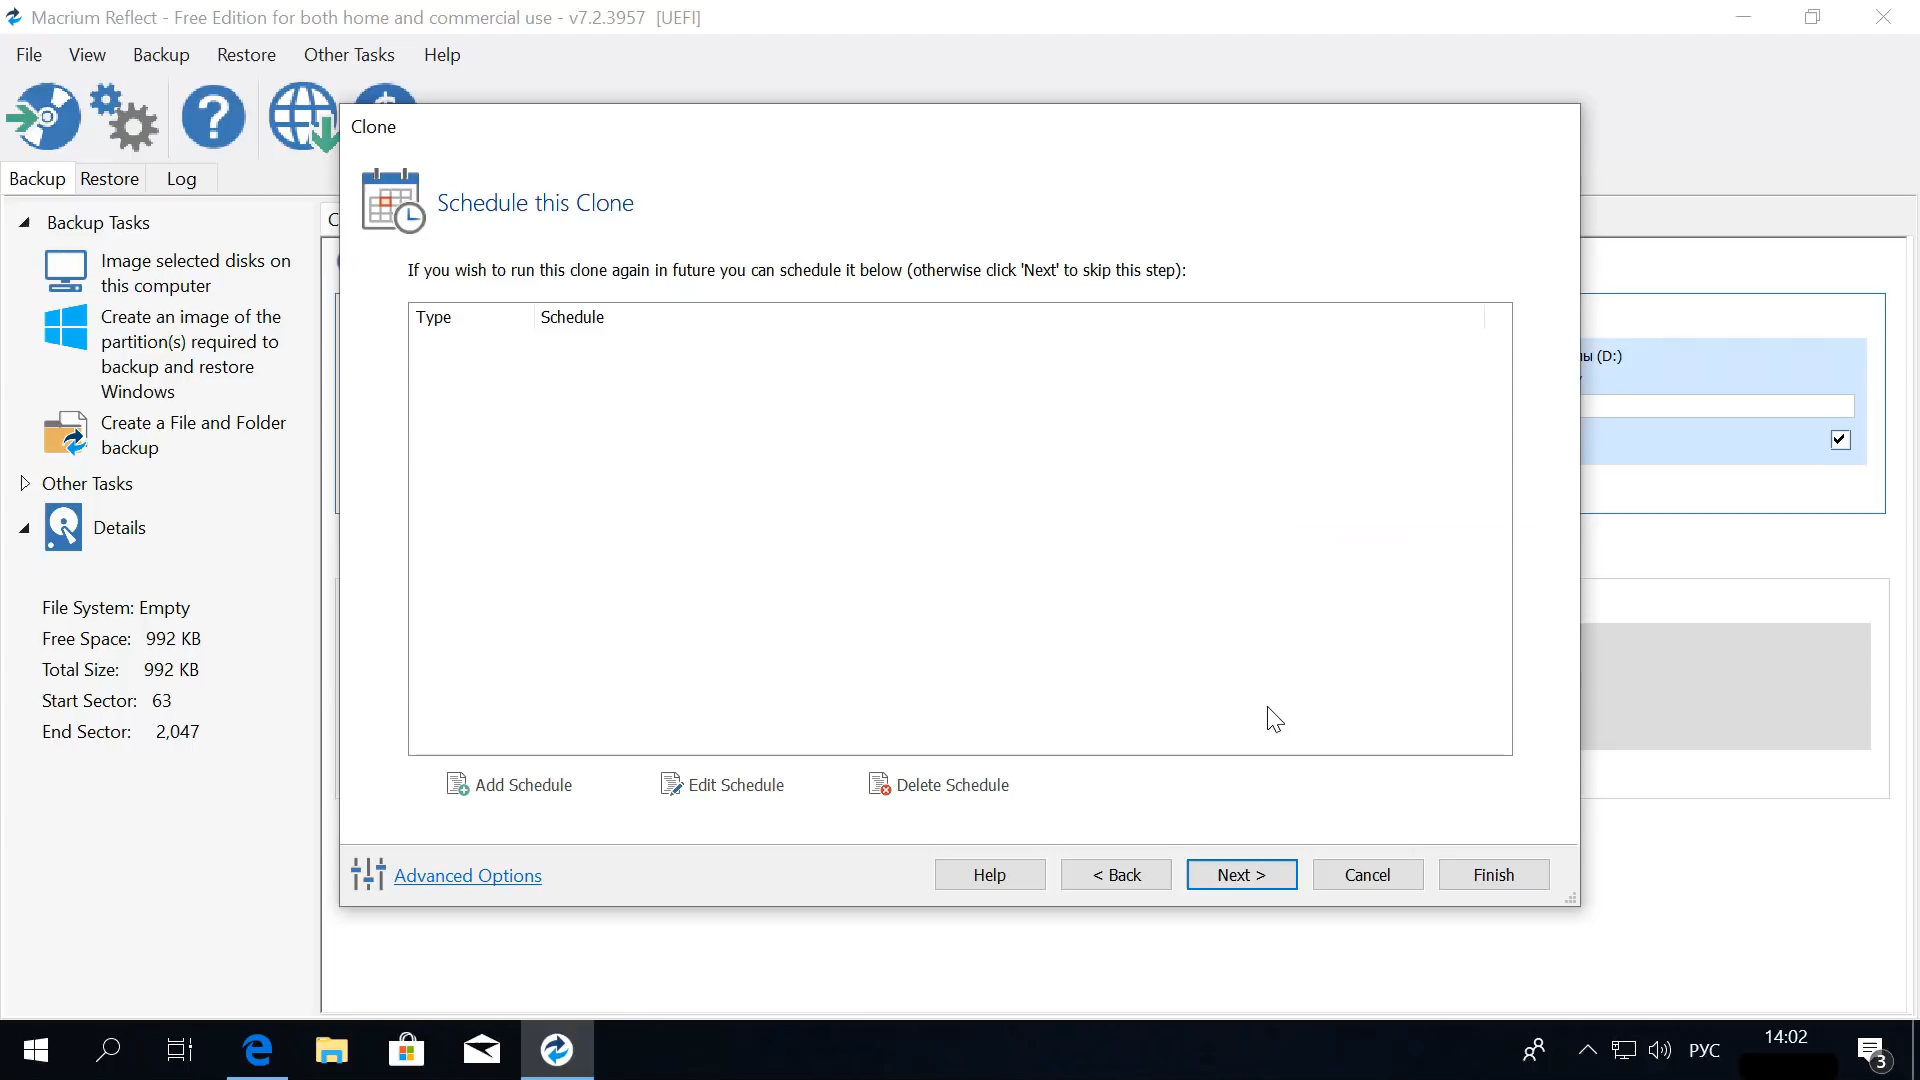 Macrium Reflect - Free Edition for both home and commercial use - v7.2.3957 [UEFI]
File View Backup Restore Other Tasks Help
Backup Restore Log
Backup Tasks
Image selected disks on
this computer
Create an image of the
partition(s) required to
backup and restore
Windows
Create a File and Folder
backup
Other Tasks
Details
File System: Empty
Free Space: 992 KB
Total Size: 992 KB
Start Sector: 63
End Sector: 2,047
Clone
Schedule this Clone
If you wish to run this clone again in future you can schedule it below (otherwise click 'Next' to skip this step):
Type Schedule
Add Schedule Edit Schedule Delete Schedule
Advanced Options
Help < Back Next > Cancel Finish
(D:)
РУС
14:02
3